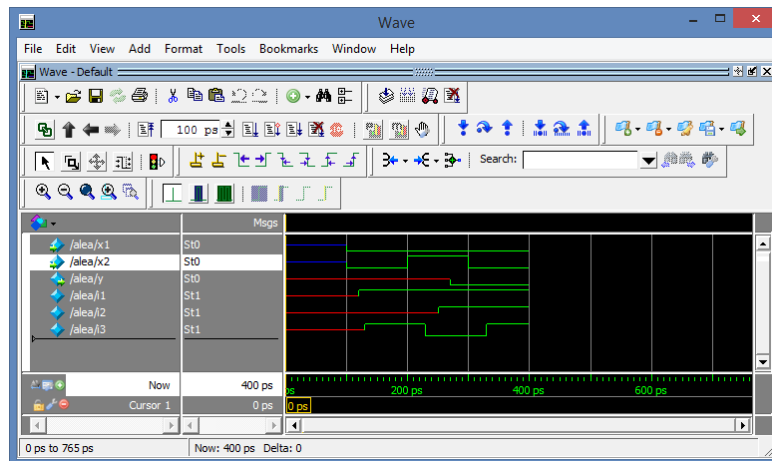 Wave
File Edit View Add Format Tools Bookmarks Window Help
Wave - Default
100 ps
Search:
Msgs
/alea/x1 St0
/alea/x2 St0
/alea/y St0
/alea/i1 St1
/alea/i2 St1
/alea/i3 St1
Now 400 ps
ps 200 ps 400 ps 600 ps
Cursor 1 0 ps 0 ps
0 ps to 765 ps Now: 400 ps Delta: 0